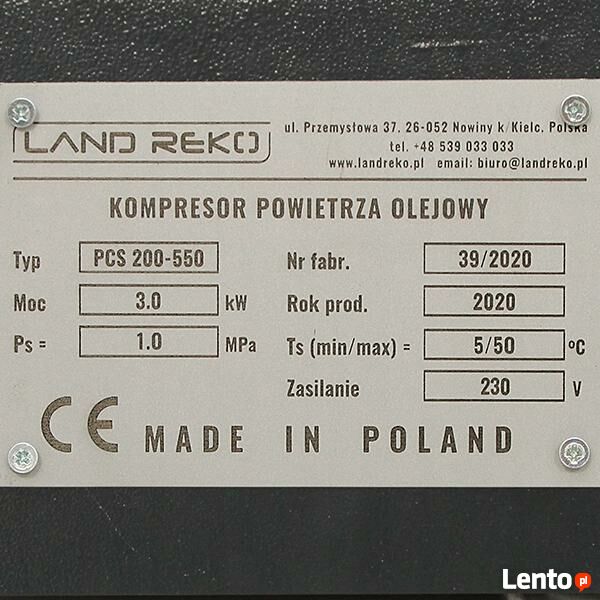 LAND REKO
ul. Przemysłowa 37. 26-052 Nowiny k/Kielc. Polska
tel. +48 539 033 033
www.landreko.pl email: biuro@landreko.pl
KOMPRESOR POWIETRZA OLEJOWY
Typ PCS 200-550 Nr fabr. 39/2020
Moc 3.0 kW Rok prod. 2020
Ps = 1.0 MPa Ts (min/max) = 5/50 ºC
Zasilanie 230 V
CE MADE IN POLAND
Lento.pl